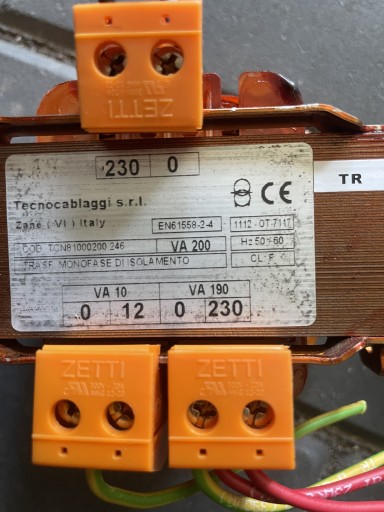 ZETTI
230 0
Tecnocablaggi s.r.l.
Zanè (VI) Italy
EN61558-2-4
1112-OT-7117
COD. TCN81000200.246
VA 200
Hz 50÷60
TRASF. MONOFASE DI ISOLAMENTO
CL: F
CE
TR
VA 10
VA 190
0 12 0 230
ZETTI
ZETTI